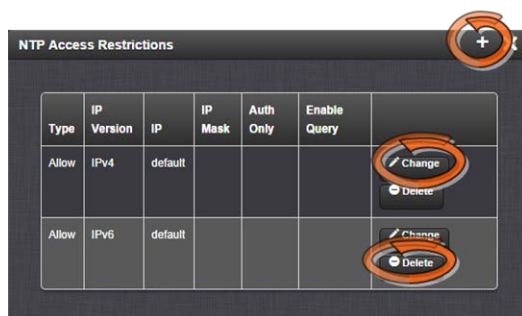 NTP Access Restrictions
+
Type IP Version IP IP Mask Auth Only Enable Query
Allow IPv4 default Change
Delete
Allow IPv6 default Change
Delete